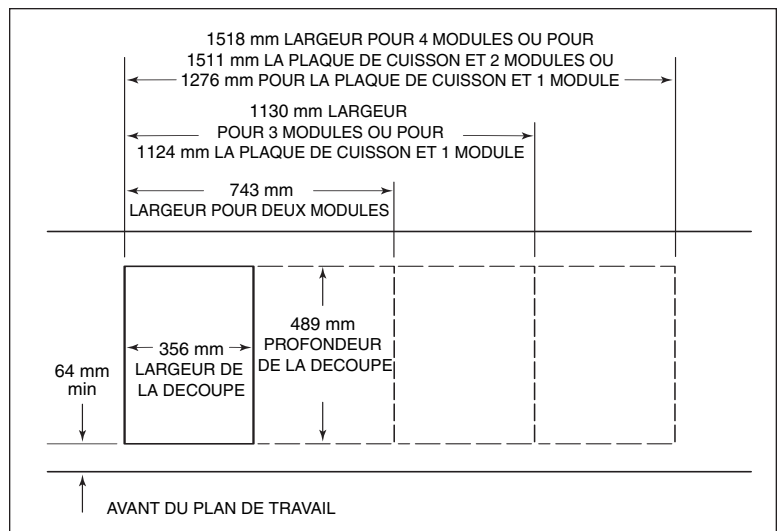 1518 mm LARGEUR POUR 4 MODULES OU POUR
1511 mm LA PLAQUE DE CUISSON ET 2 MODULES OU
1276 mm POUR LA PLAQUE DE CUISSON ET 1 MODULE
1130 mm LARGEUR
POUR 3 MODULES OU POUR
1124 mm LA PLAQUE DE CUISSON ET 1 MODULE
743 mm
LARGEUR POUR DEUX MODULES
356 mm
LARGEUR DE
LA DECOUPE
489 mm
PROFONDEUR
DE LA DECOUPE
64 mm
min
AVANT DU PLAN DE TRAVAIL